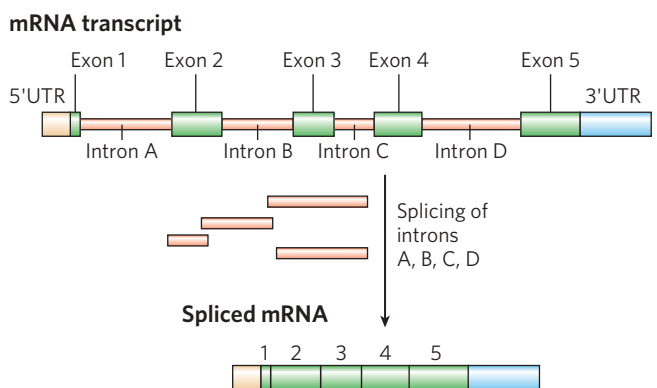 mRNA transcript
Exon 1 Exon 2 Exon 3 Exon 4 Exon 5
5'UTR 3'UTR
Intron A Intron B Intron C Intron D
Splicing of
introns
A, B, C, D
Spliced mRNA
1 2 3 4 5